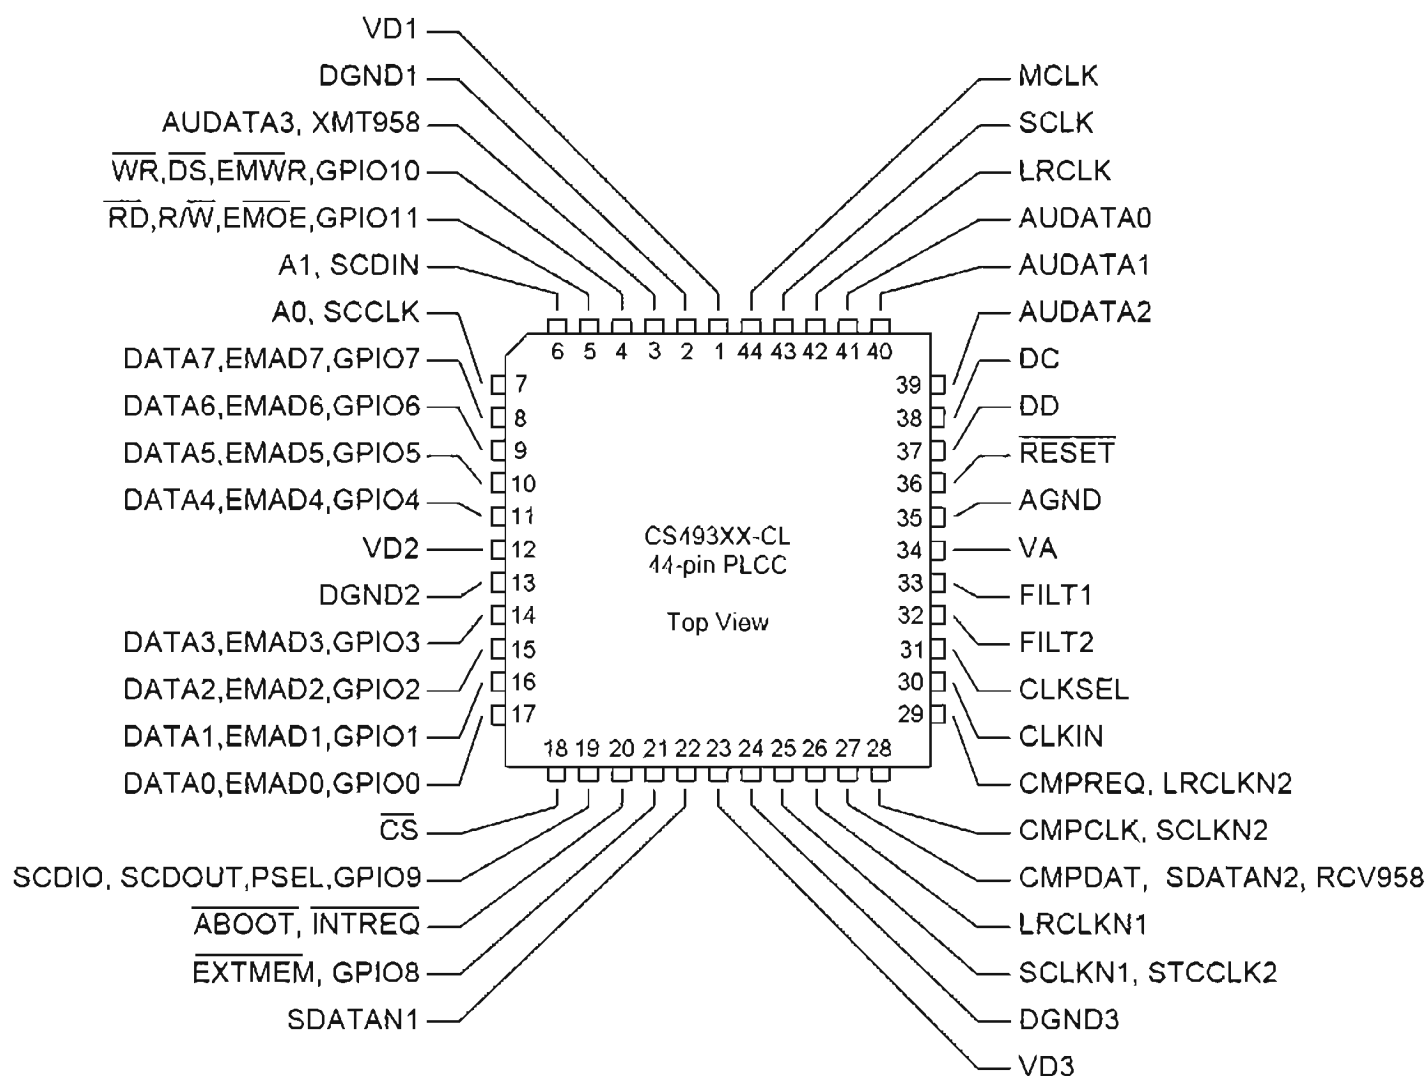 VD1
DGND1
AUDATA3, XMT958
WR,DS,EMWR,GPIO10
RD,R/W,EMOE,GPIO11
A1, SCDIN
A0, SCCLK
DATA7,EMAD7,GPIO7
DATA6,EMAD6,GPIO6
DATA5,EMAD5,GPIO5
DATA4,EMAD4,GPIO4
VD2
DGND2
DATA3,EMAD3,GPIO3
DATA2,EMAD2,GPIO2
DATA1,EMAD1,GPIO1
DATA0,EMAD0,GPIO0
CS
SCDIO, SCDOUT,PSEL,GPIO9
ABOOT, INTREQ
EXTMEM, GPIO8
SDATAN1
6 5 4 3 2 1 44 43 42 41 40
7
8
9
10
11
12
13
14
15
16
17
CS493XX-CL
44-pin PLCC
Top View
39
38
37
36
35
34
33
32
31
30
29
18 19 20 21 22 23 24 25 26 27 28
MCLK
SCLK
LRCLK
AUDATA0
AUDATA1
AUDATA2
DC
DD
RESET
AGND
VA
FILT1
FILT2
CLKSEL
CLKIN
CMPREQ, LRCLKN2
CMPCLK, SCLKN2
CMPDAT, SDATAN2, RCV958
LRCLKN1
SCLKN1, STCCLK2
DGND3
VD3